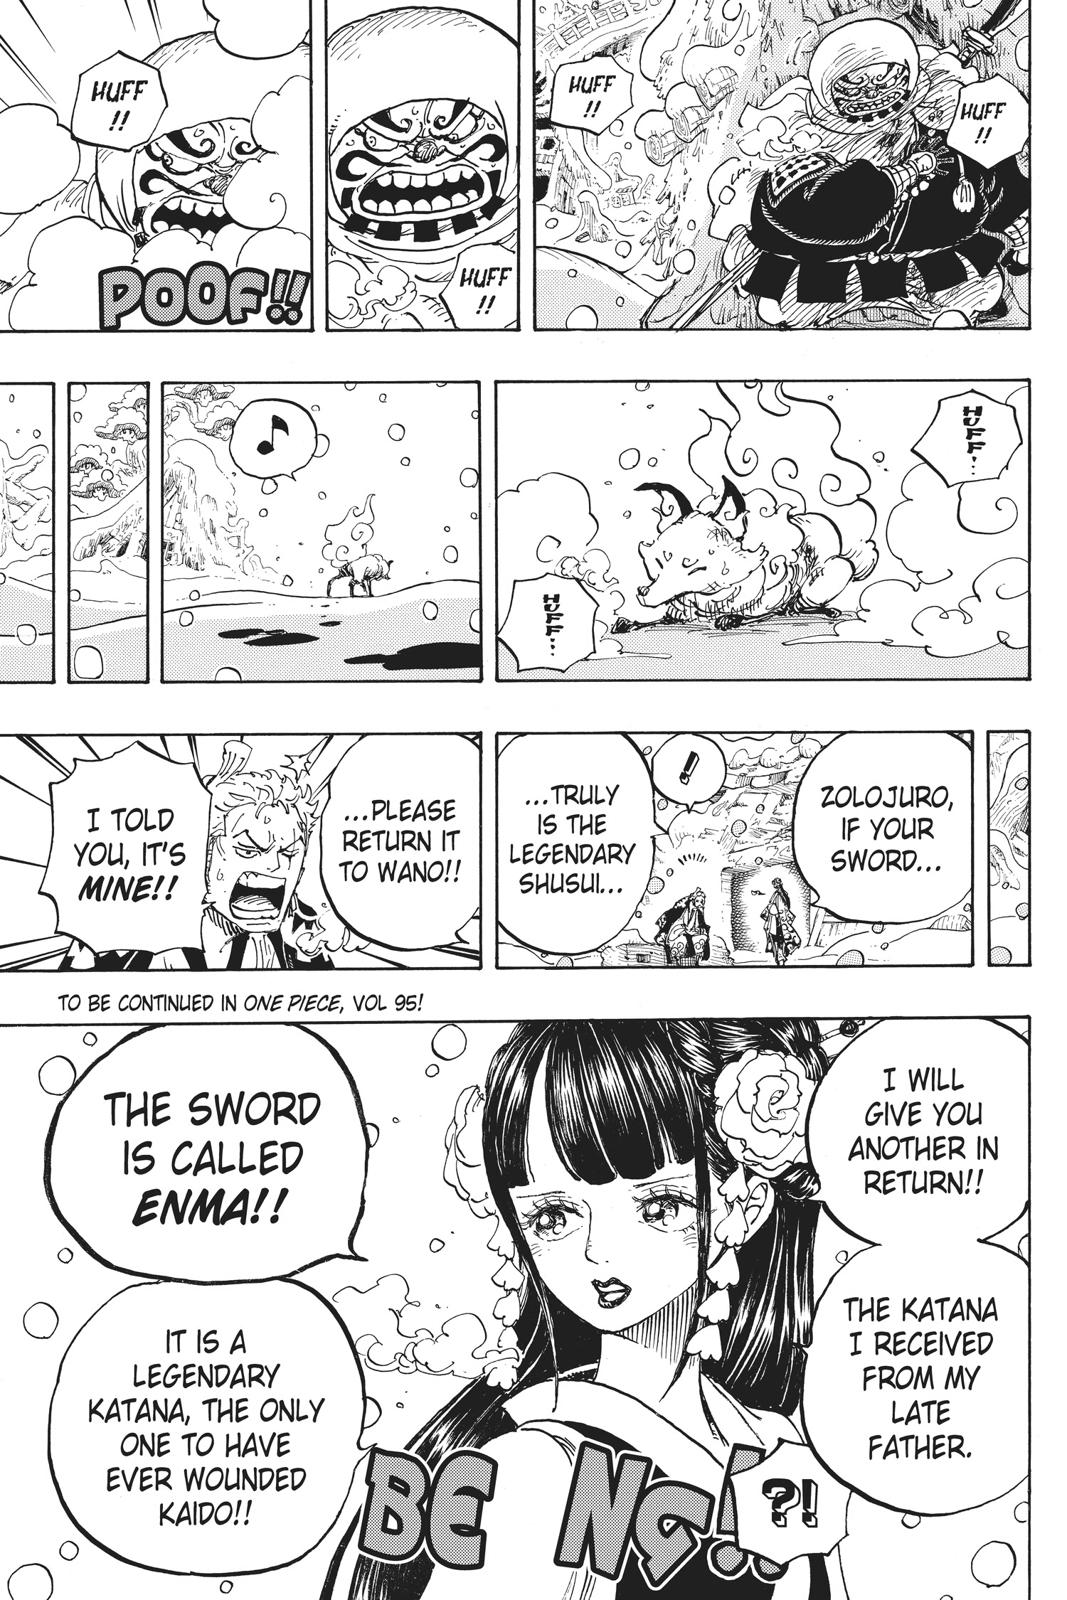 HUFF
!!
HUFF
!!
HUFF
!!
HUFF
!!
POOF!!
HUFF...
HUFF...
ZOLOJURO,
IF YOUR
SWORD...
!
...TRULY
IS THE
LEGENDARY
SHUSUI...
...PLEASE
RETURN IT
TO WANO!!
I TOLD
YOU, IT'S
MINE!!
TO BE CONTINUED IN ONE PIECE, VOL 95!
I WILL
GIVE YOU
ANOTHER IN
RETURN!!
THE KATANA
I RECEIVED
FROM MY
LATE
FATHER.
THE SWORD
IS CALLED
ENMA!!
IT IS A
LEGENDARY
KATANA, THE ONLY
ONE TO HAVE
EVER WOUNDED
KAIDO!!
?!
BE NG!!